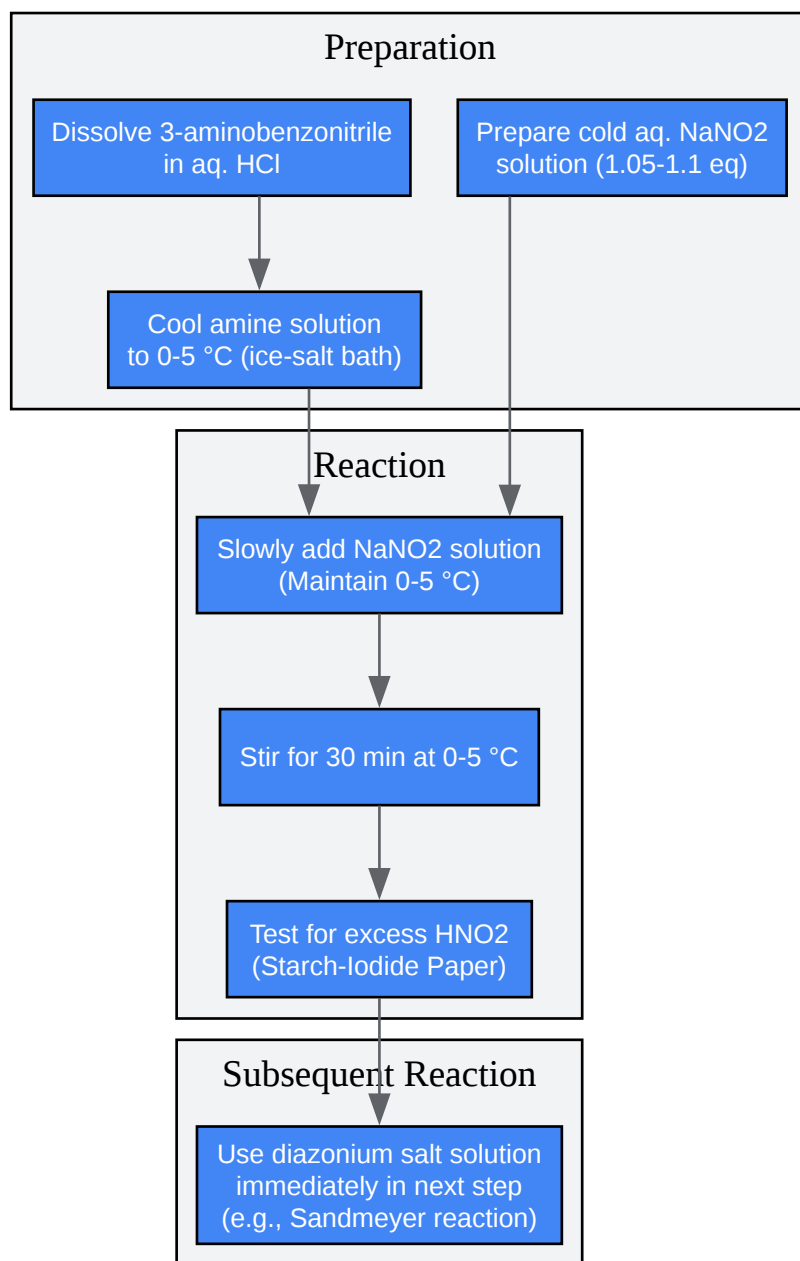 Preparation
Dissolve 3-aminobenzonitrile
in aq. HCl
Prepare cold aq. NaNO2
solution (1.05-1.1 eq)
Cool amine solution
to 0-5 °C (ice-salt bath)
Reaction
Slowly add NaNO2 solution
(Maintain 0-5 °C)
Stir for 30 min at 0-5 °C
Test for excess HNO2
(Starch-Iodide Paper)
Subsequent Reaction
Use diazonium salt solution
immediately in next step
(e.g., Sandmeyer reaction)